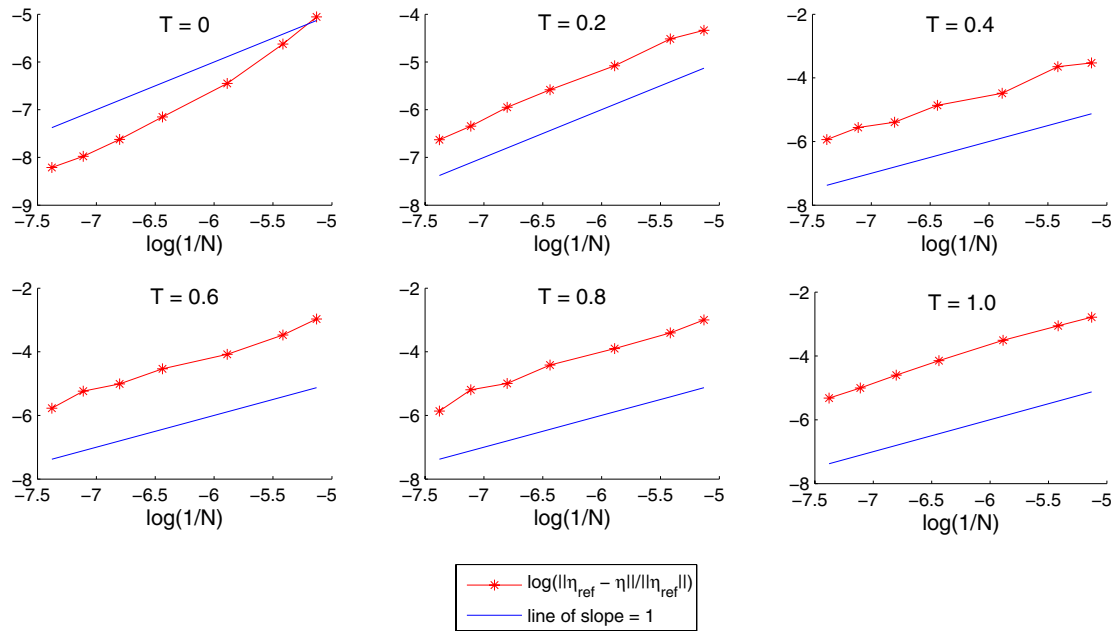 T = 0
−5
−6
−7
−8
−9
−7.5 −7 −6.5 −6 −5.5 −5
log(1/N)
T = 0.2
−4
−5
−6
−7
−8
−7.5 −7 −6.5 −6 −5.5 −5
log(1/N)
T = 0.4
−2
−4
−6
−8
−7.5 −7 −6.5 −6 −5.5 −5
log(1/N)
T = 0.6
−2
−4
−6
−8
−7.5 −7 −6.5 −6 −5.5 −5
log(1/N)
T = 0.8
−2
−4
−6
−8
−7.5 −7 −6.5 −6 −5.5 −5
log(1/N)
T = 1.0
−2
−4
−6
−8
−7.5 −7 −6.5 −6 −5.5 −5
log(1/N)
log(||η_ref − η||/||η_ref||)
line of slope = 1